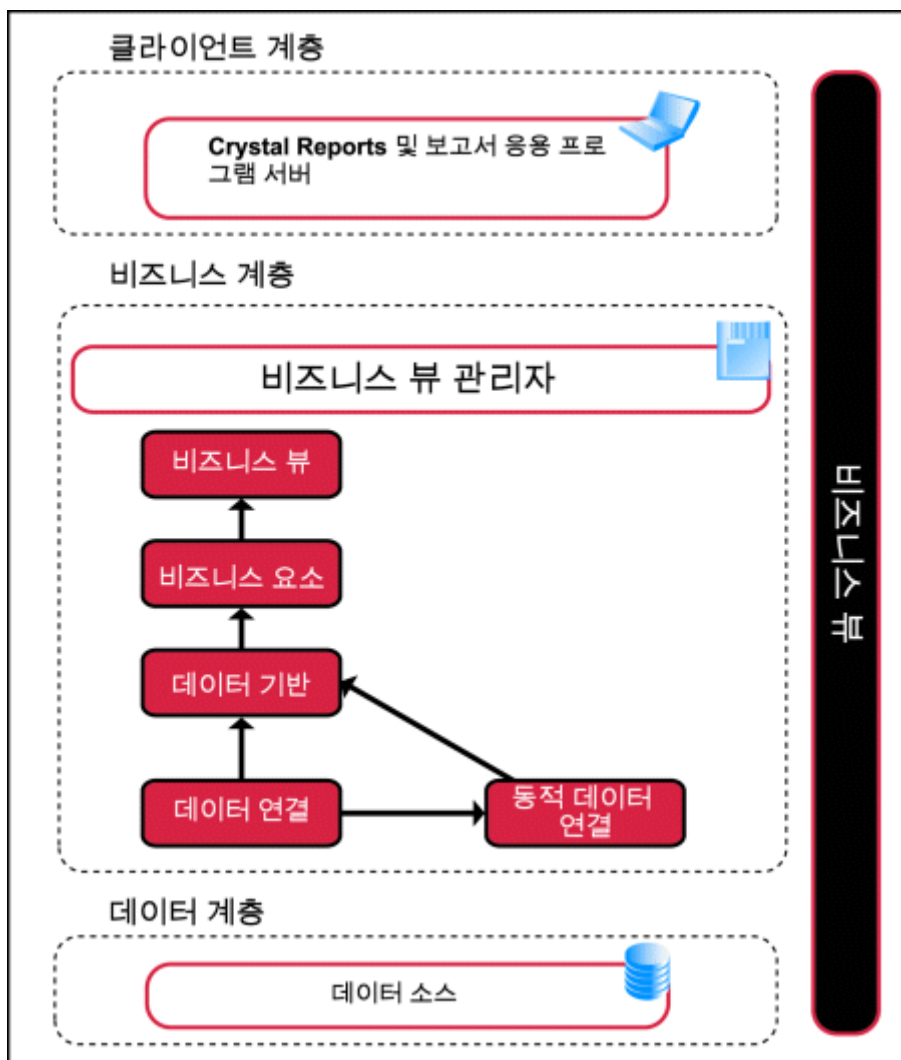 클라이언트 계층
Crystal Reports 및 보고서 응용 프로
그램 서버
비즈니스 계층
비즈니스 뷰 관리자
비즈니스 뷰
비즈니스 요소
데이터 기반
데이터 연결
동적 데이터
연결
데이터 계층
데이터 소스
비즈니스 뷰